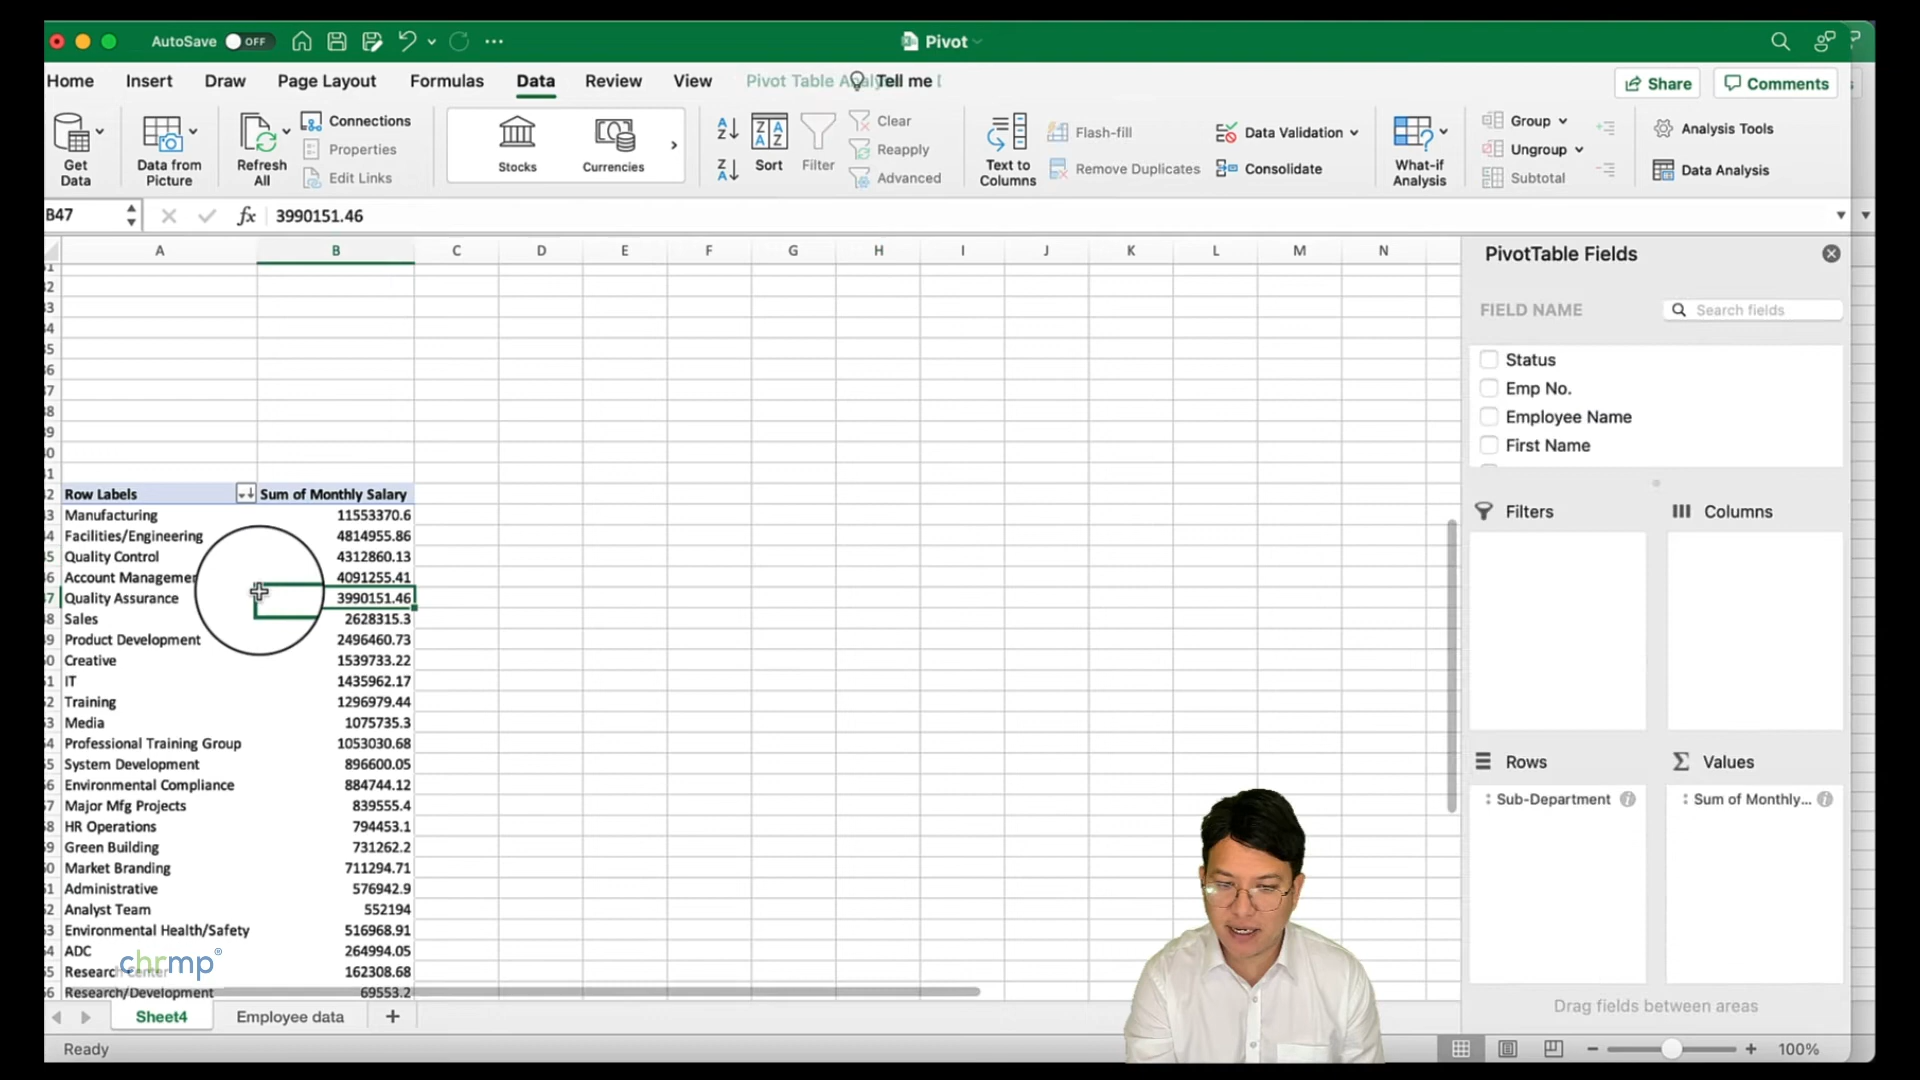 AutoSave OFF Pivot
Home Insert Draw Page Layout Formulas Data Review View Pivot Table Analyze Tell me
Share Comments
Get Data
Data from Picture
Refresh All
Connections
Properties
Edit Links
Stocks
Currencies
Sort
Filter
Clear
Reapply
Advanced
Text to Columns
Flash-fill
Remove Duplicates
Data Validation
Consolidate
What-if Analysis
Group
Ungroup
Subtotal
Analysis Tools
Data Analysis
B47 fx 3990151.46
A B C D E F G H I J K L M N
Row Labels Sum of Monthly Salary
Manufacturing 11553370.6
Facilities/Engineering 4814955.86
Quality Control 4312860.13
Account Managemen 4091255.41
Quality Assurance 3990151.46
Sales 2628315.3
Product Development 2496460.73
Creative 1539733.22
IT 1435962.17
Training 1296979.44
Media 1075735.3
Professional Training Group 1053030.68
System Development 896600.05
Environmental Compliance 884744.12
Major Mfg Projects 839555.4
HR Operations 794453.1
Green Building 731262.2
Market Branding 711294.71
Administrative 576942.9
Analyst Team 552194
Environmental Health/Safety 516968.91
ADC 264994.05
Research Center 162308.68
Research/Development 69553.2
chrmp®
PivotTable Fields
FIELD NAME Search fields
Status
Emp No.
Employee Name
First Name
Filters Columns
Rows Values
Sub-Department Sum of Monthly...
Drag fields between areas
Sheet4 Employee data +
Ready 100%